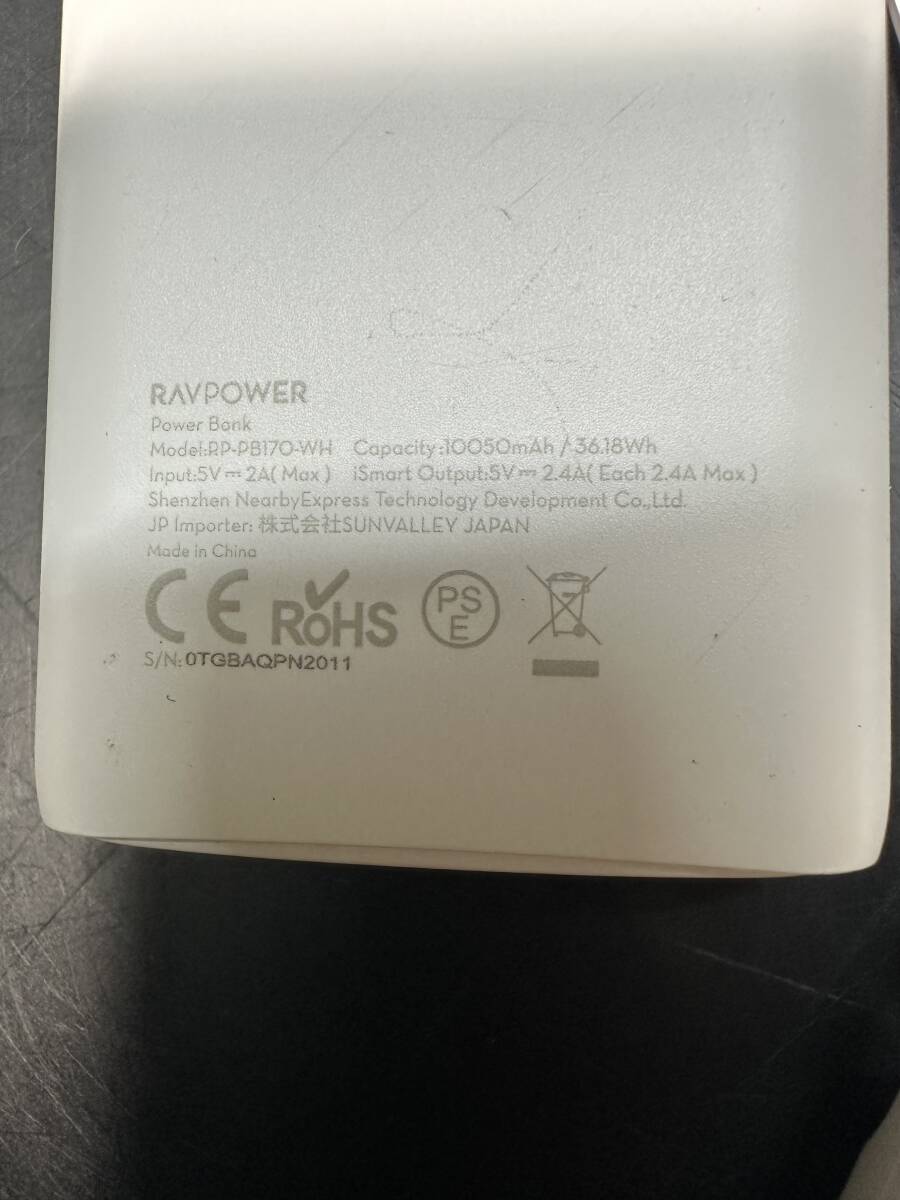 RAVPOWER
Power Bank
Model:RP-PB170-WH Capacity:10050mAh / 36.18Wh
Input:5V⎓2A( Max ) iSmart Output:5V⎓ 2.4A( Each 2.4A Max )
Shenzhen NearbyExpress Technology Development Co.,Ltd.
JP Importer: 株式会社SUNVALLEY JAPAN
Made in China
CE RoHS PSE
S/N:0TGBAQPN2011